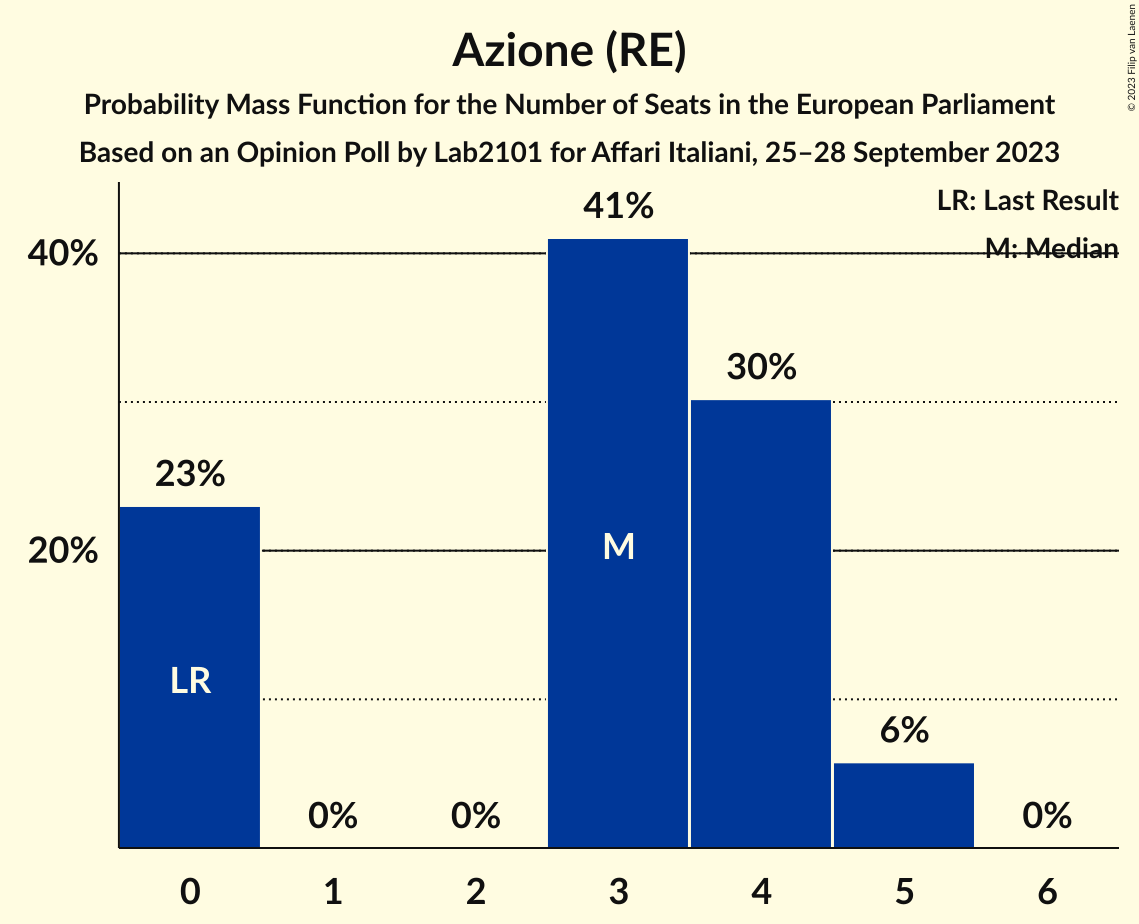 Azione (RE)
Probability Mass Function for the Number of Seats in the European Parliament
Based on an Opinion Poll by Lab2101 for Affari Italiani, 25–28 September 2023
© 2023 Filip van Laenen
LR: Last Result
M: Median
40%
20%
23%
0%
0%
41%
30%
6%
0%
LR
M
0
1
2
3
4
5
6